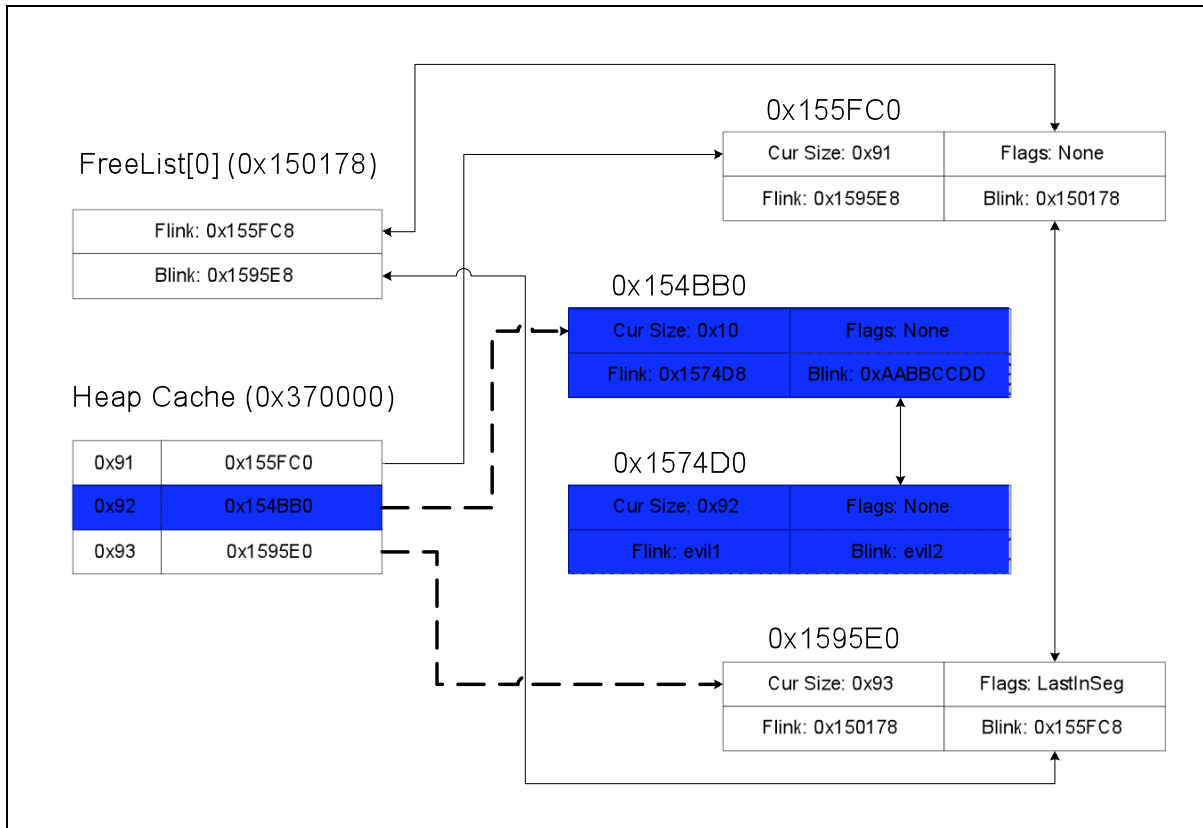 0x155FC0
Cur Size: 0x91 Flags: None
Flink: 0x1595E8 Blink: 0x150178
FreeList[0] (0x150178)
Flink: 0x155FC8
Blink: 0x1595E8
0x154BB0
Cur Size: 0x10 Flags: None
Flink: 0x1574D8 Blink: 0xAABBCCDD
Heap Cache (0x370000)
0x91 0x155FC0
0x92 0x154BB0
0x93 0x1595E0
0x1574D0
Cur Size: 0x92 Flags: None
Flink: evil1 Blink: evil2
0x1595E0
Cur Size: 0x93 Flags: LastInSeg
Flink: 0x150178 Blink: 0x155FC8